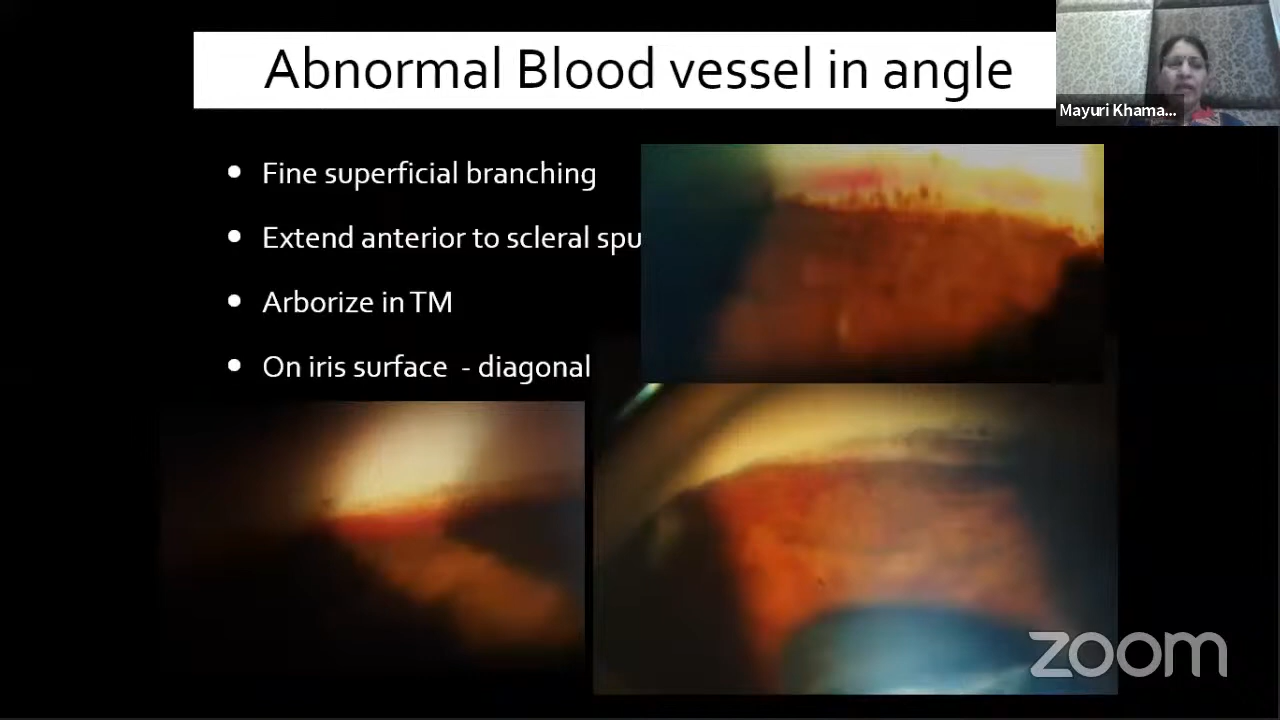 Abnormal Blood vessel in angle
Mayuri Khama...
Fine superficial branching
Extend anterior to scleral spu
Arborize in TM
On iris surface - diagonal
zoom